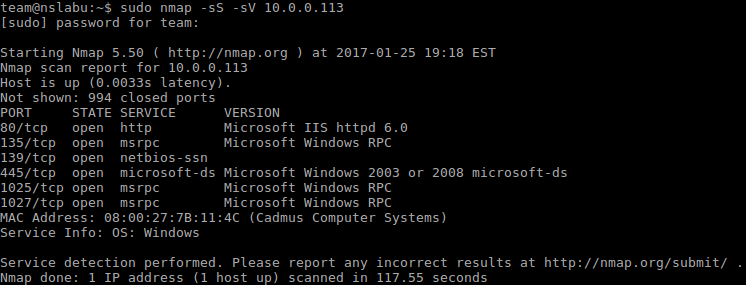 team@nslabu:~$ sudo nmap -sS -sV 10.0.0.113
[sudo] password for team:

Starting Nmap 5.50 ( http://nmap.org ) at 2017-01-25 19:18 EST
Nmap scan report for 10.0.0.113
Host is up (0.0033s latency).
Not shown: 994 closed ports
PORT     STATE SERVICE      VERSION
80/tcp   open  http         Microsoft IIS httpd 6.0
135/tcp  open  msrpc        Microsoft Windows RPC
139/tcp  open  netbios-ssn
445/tcp  open  microsoft-ds Microsoft Windows 2003 or 2008 microsoft-ds
1025/tcp open  msrpc        Microsoft Windows RPC
1027/tcp open  msrpc        Microsoft Windows RPC
MAC Address: 08:00:27:7B:11:4C (Cadmus Computer Systems)
Service Info: OS: Windows

Service detection performed. Please report any incorrect results at http://nmap.org/submit/ .
Nmap done: 1 IP address (1 host up) scanned in 117.55 seconds